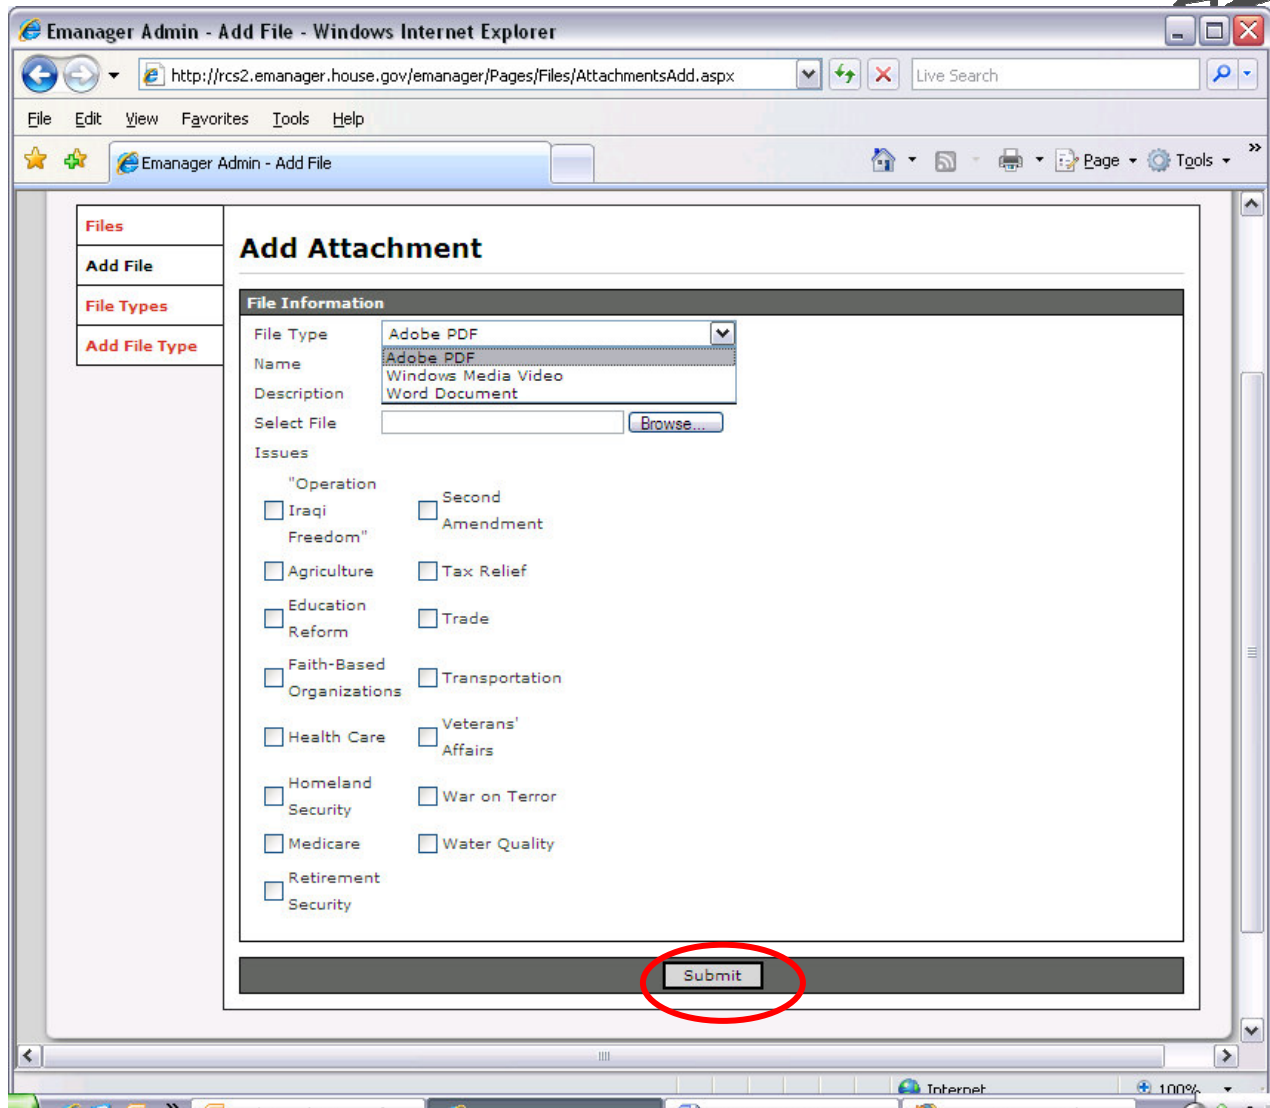 Emanager Admin - Add File - Windows Internet Explorer
http://rcs2.emanager.house.gov/emanager/Pages/Files/AttachmentsAdd.aspx
Live Search
File Edit View Favorites Tools Help
Emanager Admin - Add File
Page Tools »
Files
Add File
File Types
Add File Type
Add Attachment
File Information
File Type Adobe PDF
Adobe PDF
Name
Windows Media Video
Description Word Document
Select File Browse...
Issues
"Operation
Iraqi
Freedom"
Second
Amendment
Agriculture Tax Relief
Education
Reform
Trade
Faith-Based
Organizations
Transportation
Health Care
Veterans'
Affairs
Homeland
Security
War on Terror
Medicare Water Quality
Retirement
Security
Submit
Internet 100%